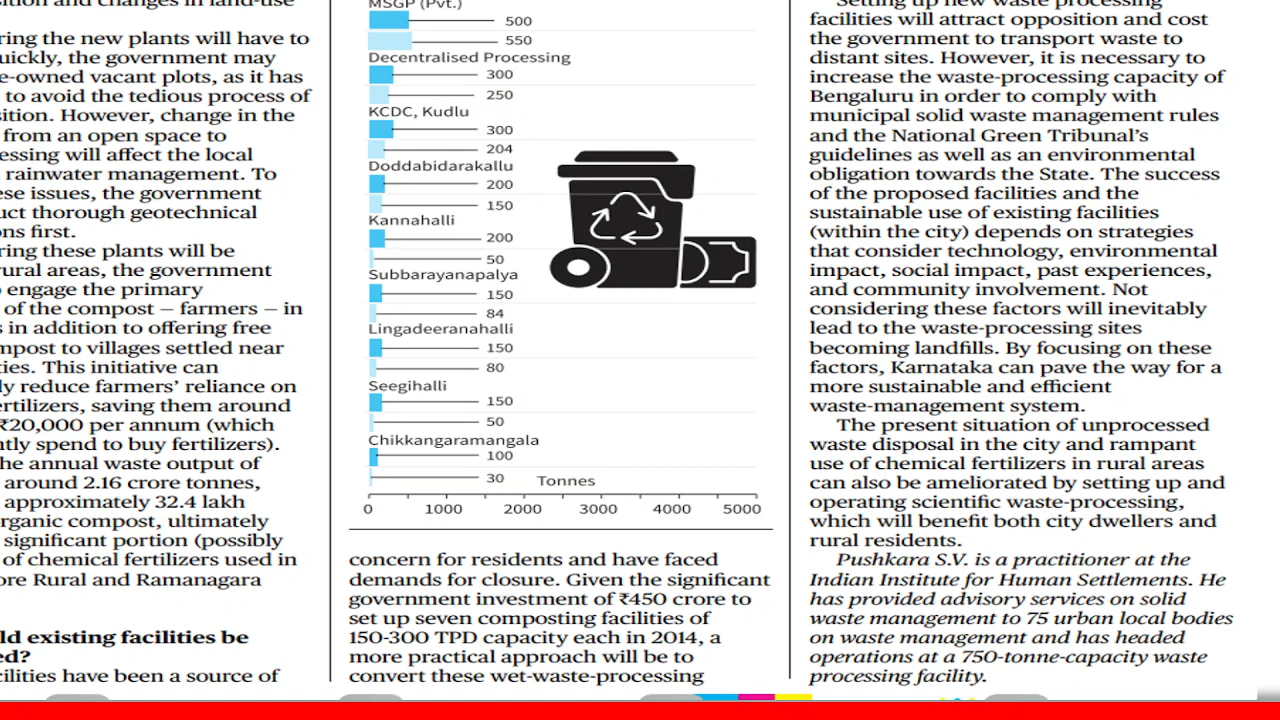 sition and changes in land-use
ring the new plants will have to
uickly, the government may
e-owned vacant plots, as it has
to avoid the tedious process of
sition. However, change in the
from an open space to
essing will affect the local
rainwater management. To
ese issues, the government
uct thorough geotechnical
ons first.
ring these plants will be
rural areas, the government
o engage the primary
of the compost – farmers – in
s in addition to offering free
mpost to villages settled near
ties. This initiative can
ly reduce farmers’ reliance on
ertilizers, saving them around
₹20,000 per annum (which
ntly spend to buy fertilizers).
he annual waste output of
around 2.16 crore tonnes,
approximately 32.4 lakh
organic compost, ultimately
significant portion (possibly
of chemical fertilizers used in
ore Rural and Ramanagara
ld existing facilities be
ed?
cilities have been a source of
MSGP (Pvt.)
500
550
Decentralised Processing
300
250
KCDC, Kudlu
300
204
Doddabidarakallu
200
150
Kannahalli
200
50
Subbarayanapalya
150
84
Lingadeeranahalli
150
80
Seegihalli
150
50
Chikkangaramangala
100
30
Tonnes
0 1000 2000 3000 4000 5000
concern for residents and have faced
demands for closure. Given the significant
government investment of ₹450 crore to
set up seven composting facilities of
150-300 TPD capacity each in 2014, a
more practical approach will be to
convert these wet-waste-processing
Setting up new waste processing
facilities will attract opposition and cost
the government to transport waste to
distant sites. However, it is necessary to
increase the waste-processing capacity of
Bengaluru in order to comply with
municipal solid waste management rules
and the National Green Tribunal’s
guidelines as well as an environmental
obligation towards the State. The success
of the proposed facilities and the
sustainable use of existing facilities
(within the city) depends on strategies
that consider technology, environmental
impact, social impact, past experiences,
and community involvement. Not
considering these factors will inevitably
lead to the waste-processing sites
becoming landfills. By focusing on these
factors, Karnataka can pave the way for a
more sustainable and efficient
waste-management system.
The present situation of unprocessed
waste disposal in the city and rampant
use of chemical fertilizers in rural areas
can also be ameliorated by setting up and
operating scientific waste-processing,
which will benefit both city dwellers and
rural residents.
Pushkara S.V. is a practitioner at the
Indian Institute for Human Settlements. He
has provided advisory services on solid
waste management to 75 urban local bodies
on waste management and has headed
operations at a 750-tonne-capacity waste
processing facility.